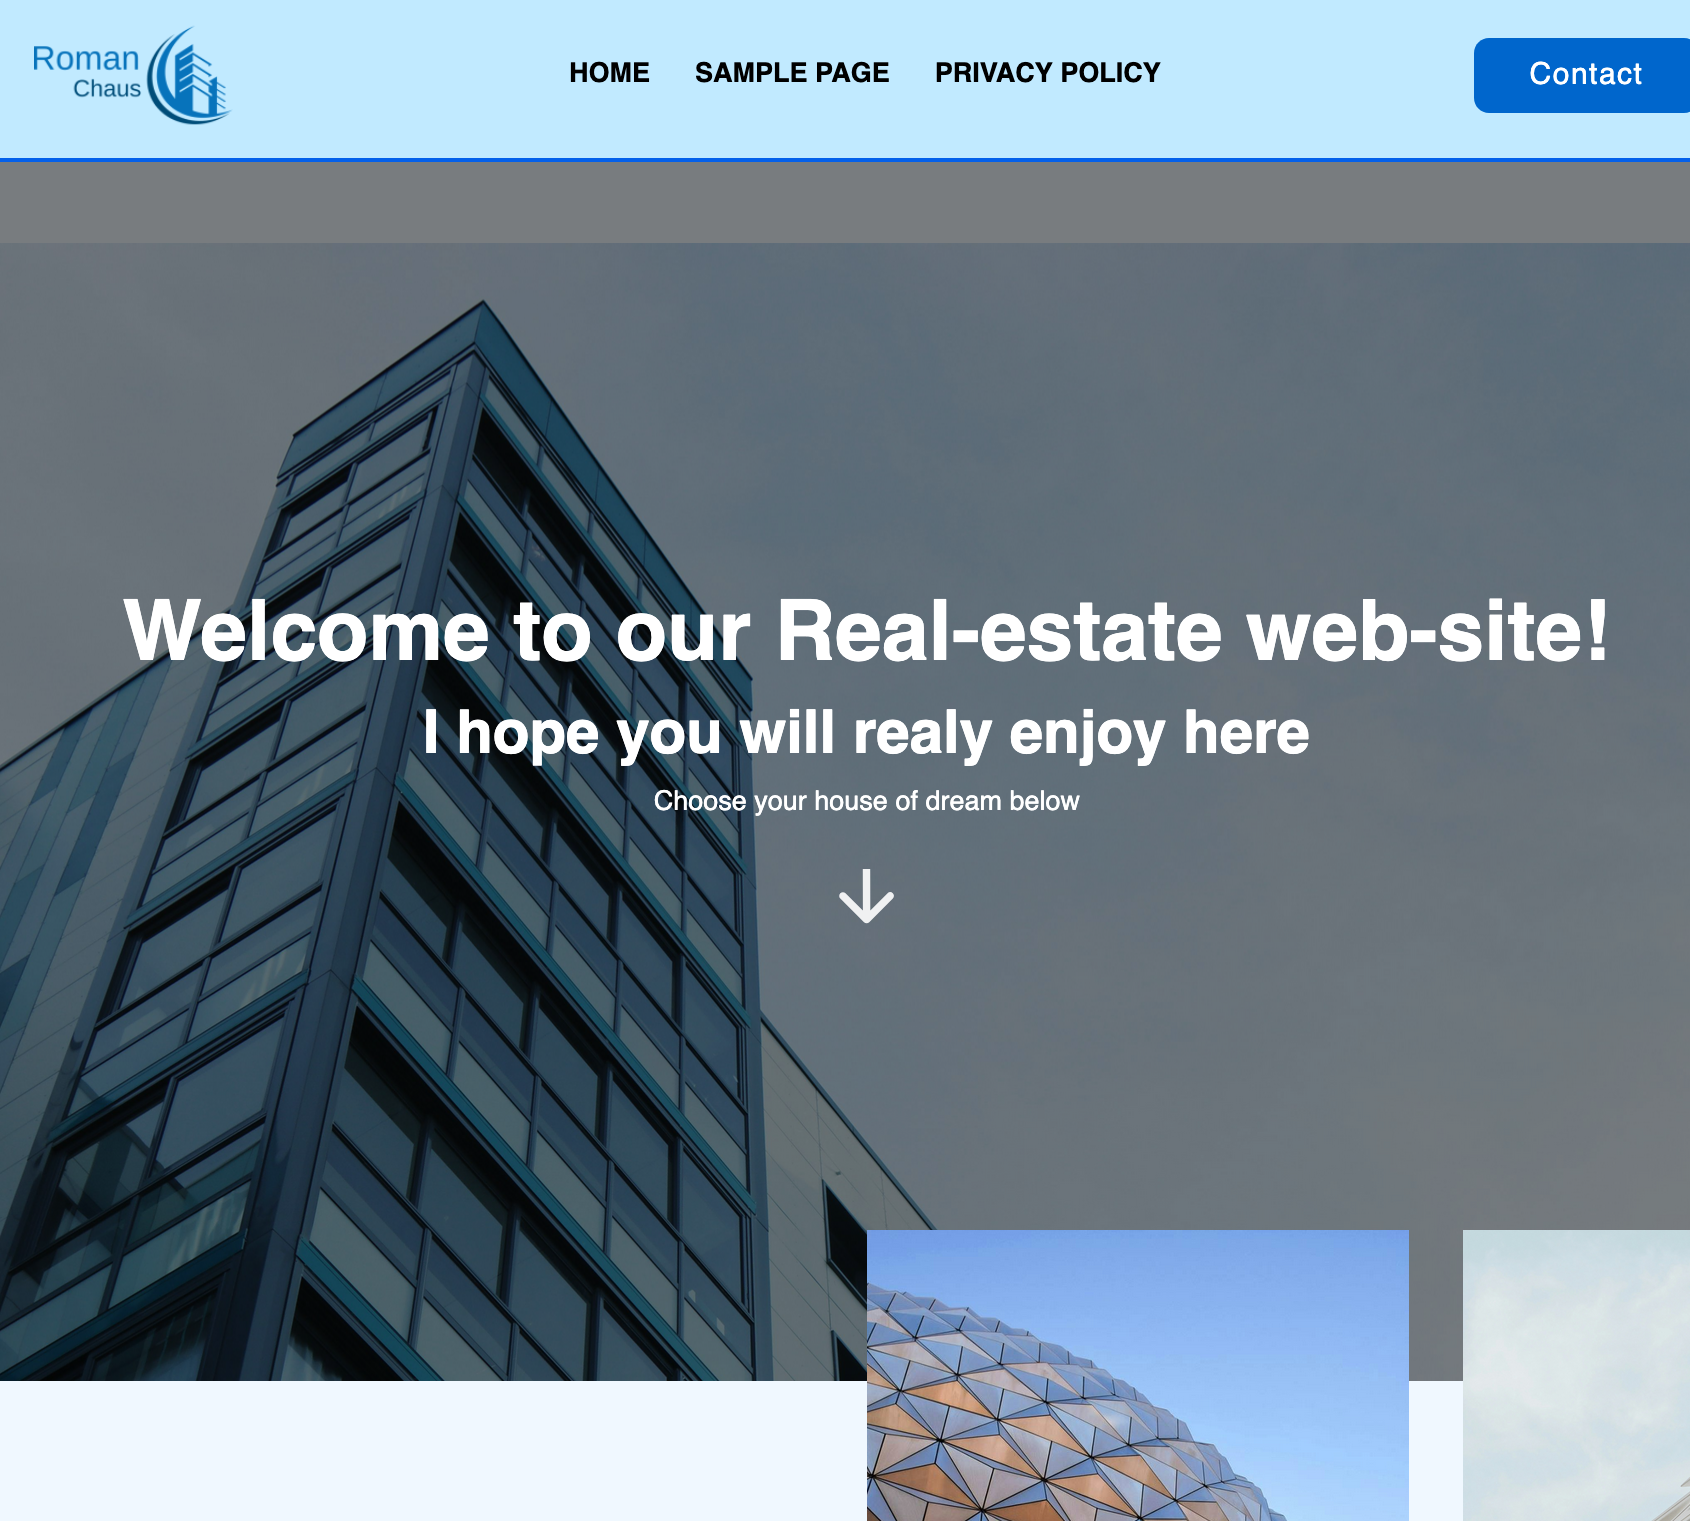 Roman
Chaus
HOME SAMPLE PAGE PRIVACY POLICY
Contact
Welcome to our Real-estate web-site!
I hope you will realy enjoy here
Choose your house of dream below